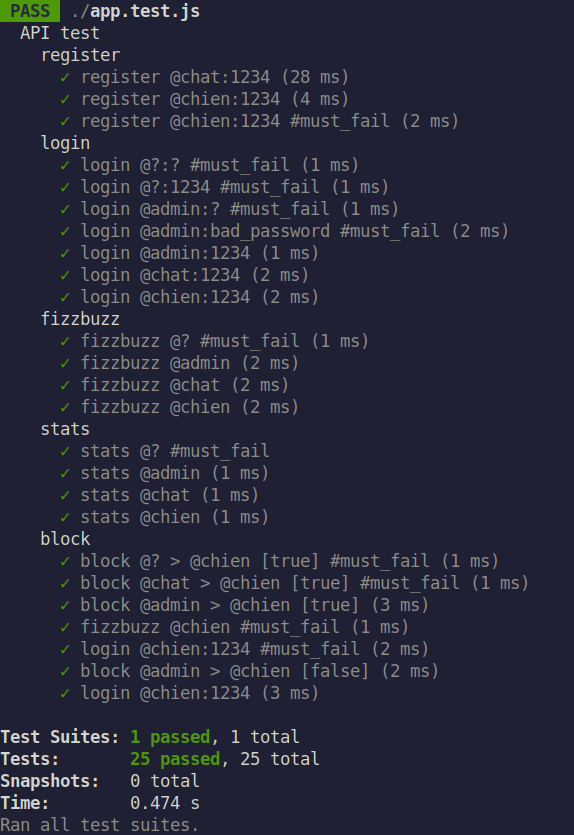 PASS ./app.test.js
API test
register
✓ register @chat:1234 (28 ms)
✓ register @chien:1234 (4 ms)
✓ register @chien:1234 #must_fail (2 ms)
login
✓ login @?:? #must_fail (1 ms)
✓ login @?:1234 #must_fail (1 ms)
✓ login @admin:? #must_fail (1 ms)
✓ login @admin:bad_password #must_fail (2 ms)
✓ login @admin:1234 (1 ms)
✓ login @chat:1234 (2 ms)
✓ login @chien:1234 (2 ms)
fizzbuzz
✓ fizzbuzz @? #must_fail (1 ms)
✓ fizzbuzz @admin (2 ms)
✓ fizzbuzz @chat (2 ms)
✓ fizzbuzz @chien (2 ms)
stats
✓ stats @? #must_fail
✓ stats @admin (1 ms)
✓ stats @chat (1 ms)
✓ stats @chien (1 ms)
block
✓ block @? > @chien [true] #must_fail (1 ms)
✓ block @chat > @chien [true] #must_fail (1 ms)
✓ block @admin > @chien [true] (3 ms)
✓ fizzbuzz @chien #must_fail (1 ms)
✓ login @chien:1234 #must_fail (2 ms)
✓ block @admin > @chien [false] (2 ms)
✓ login @chien:1234 (3 ms)
Test Suites: 1 passed, 1 total
Tests: 25 passed, 25 total
Snapshots: 0 total
Time: 0.474 s
Ran all test suites.